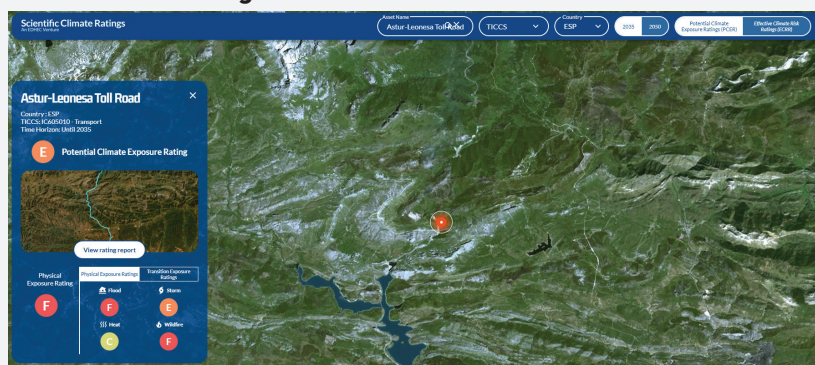 Scientific Climate Ratings
An EDHEC Venture
Asset Name
Astur-Leonesa Toll Road
TICCS
Country
ESP
2035
2050
Potential Climate
Exposure Ratings (PCER)
Effective Climate Risk
Ratings (ECRR)
Astur-Leonesa Toll Road
Country : ESP
TICCS: IC605010 - Transport
Time Horizon: Until 2035
E
Potential Climate Exposure Rating
View rating report
Physical
Exposure Rating
F
Physical Exposure Ratings
Transition Exposure
Ratings
Flood
Storm
F
E
Heat
Wildfire
C
F